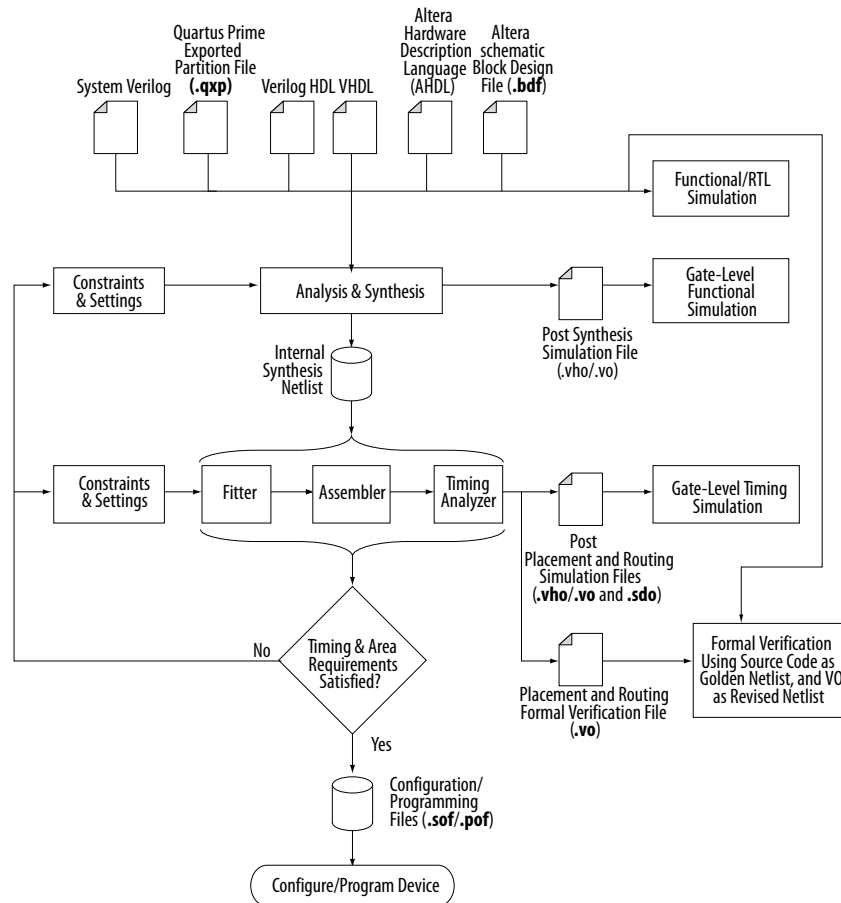 Quartus Prime
Exported
Partition File
(.qxp)
Altera
Hardware
Description
Language
(AHDL)
Altera
schematic
Block Design
File (.bdf)
System Verilog
Verilog HDL
VHDL
Functional/RTL
Simulation
Constraints
& Settings
Analysis & Synthesis
Gate-Level
Functional
Simulation
Post Synthesis
Simulation File
(.vho/.vo)
Internal
Synthesis
Netlist
Constraints
& Settings
Fitter
Assembler
Timing
Analyzer
Gate-Level Timing
Simulation
Post
Placement and Routing
Simulation Files
(.vho/.vo and .sdo)
No
Timing & Area
Requirements
Satisfied?
Formal Verification
Using Source Code as
Golden Netlist, and VO
as Revised Netlist
Placement and Routing
Formal Verification File
(.vo)
Yes
Configuration/
Programming
Files (.sof/.pof)
Configure/Program Device